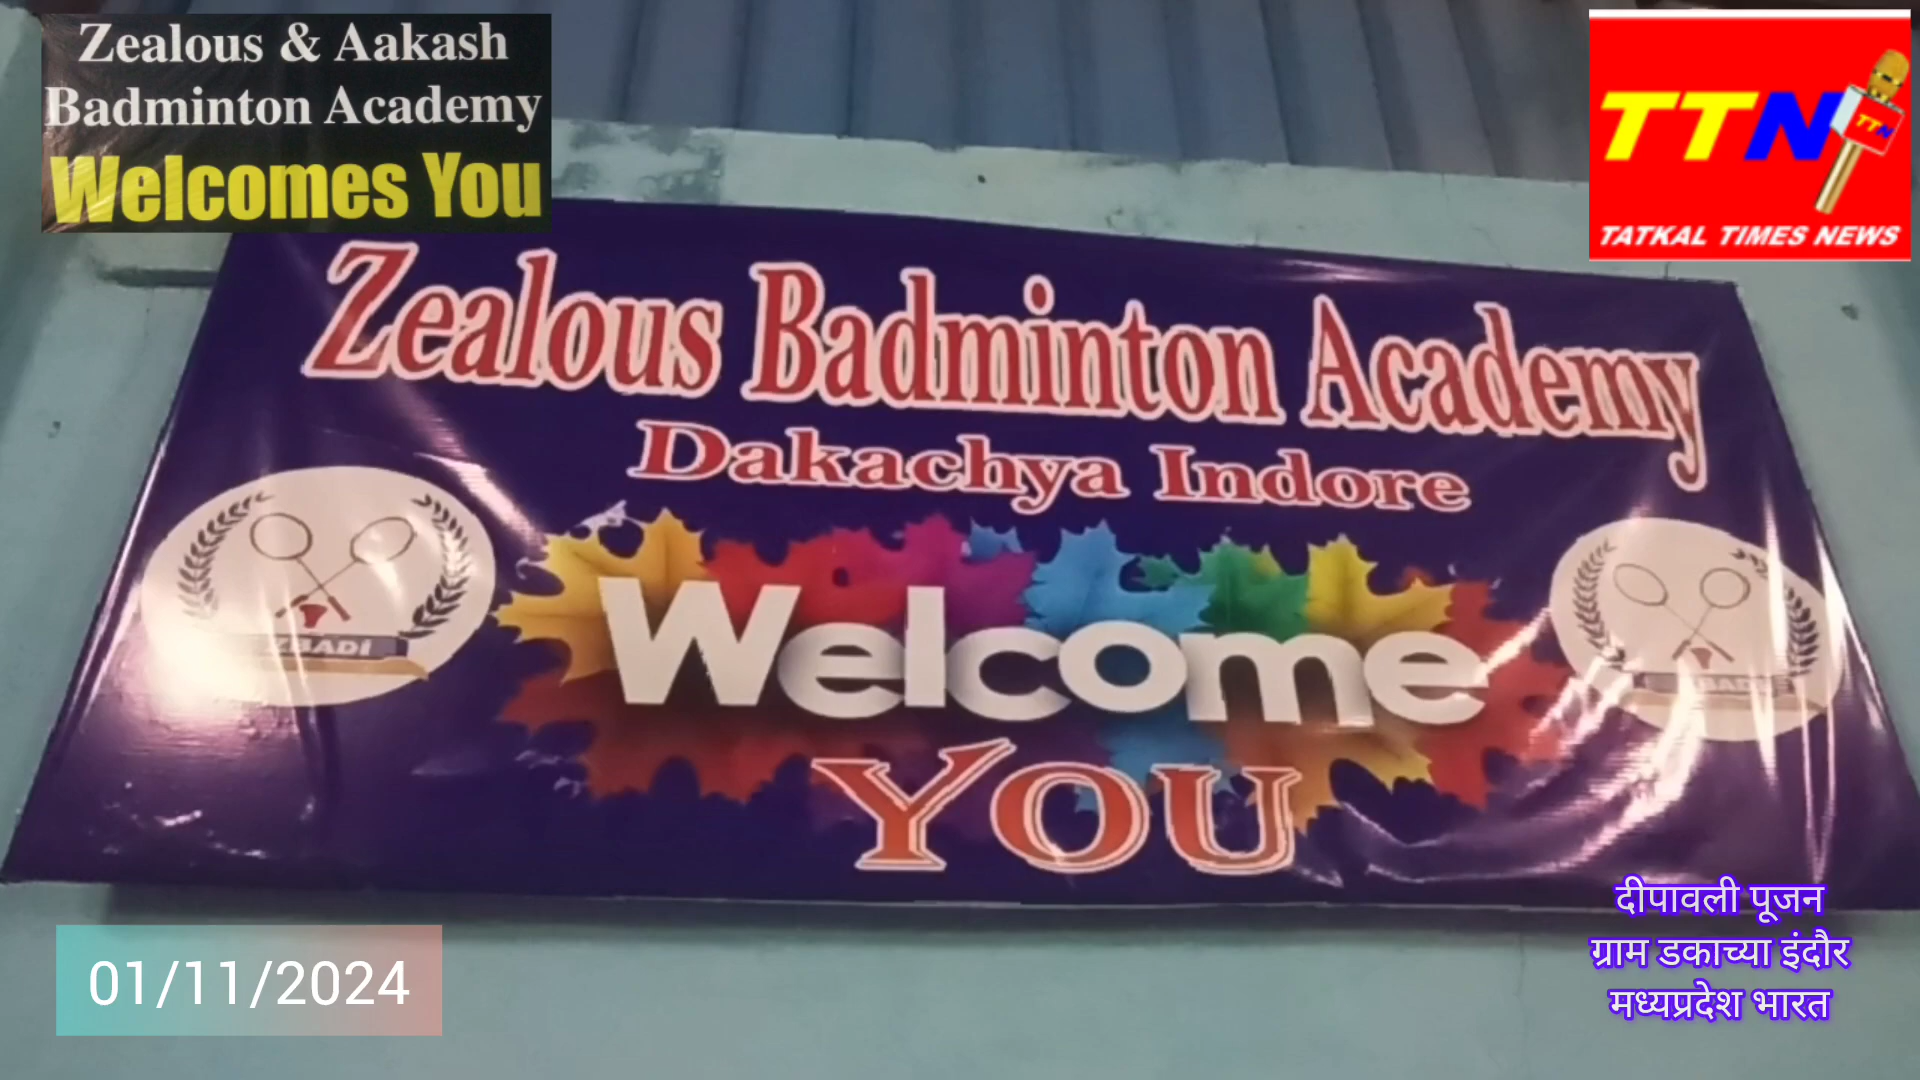 Zealous & Aakash
Badminton Academy
Welcomes You
TTN
TTN
TATKAL TIMES NEWS
Zealous Badminton Academy
Dakachya Indore
Welcome
YOU
01/11/2024
दीपावली पूजन
ग्राम डकाच्या इंदौर
मध्यप्रदेश भारत